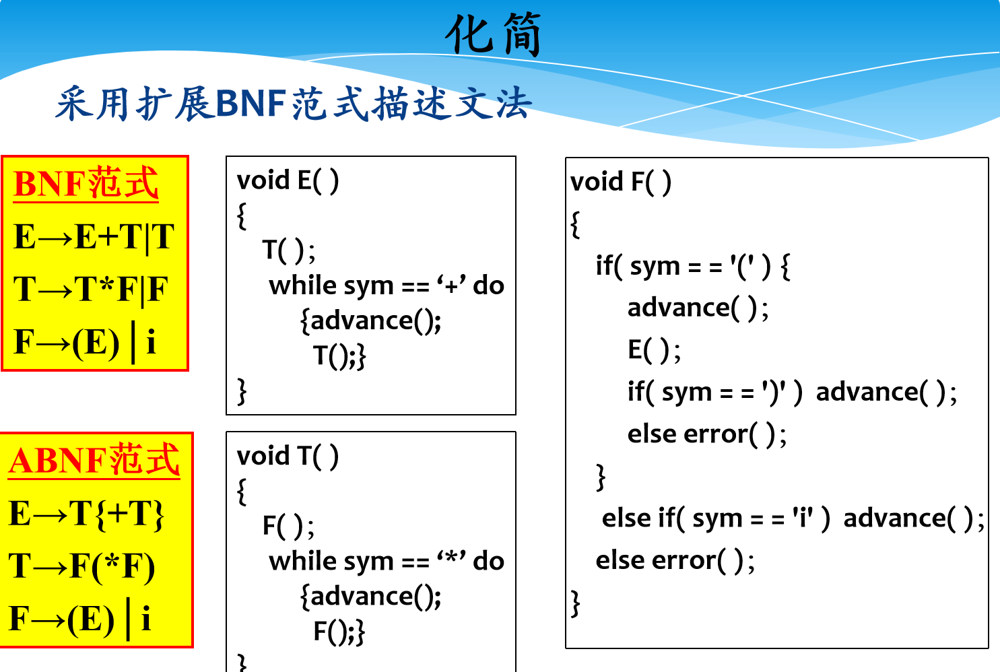 化简
采用扩展BNF范式描述文法
BNF范式
E→E+T|T
T→T*F|F
F→(E)│i
ABNF范式
E→T{+T}
T→F(*F)
F→(E)│i
void E( )
{
T( ) ;
while sym == ‘+’ do
{advance();
T();}
}
void T( )
{
F( ) ;
while sym == ‘*’ do
{advance();
F();}
}
void F( )
{
if( sym = = '(' ) {
advance( ) ;
E( ) ;
if( sym = = ')' ) advance( ) ;
else error( ) ;
}
else if( sym = = 'i' ) advance( ) ;
else error( ) ;
}